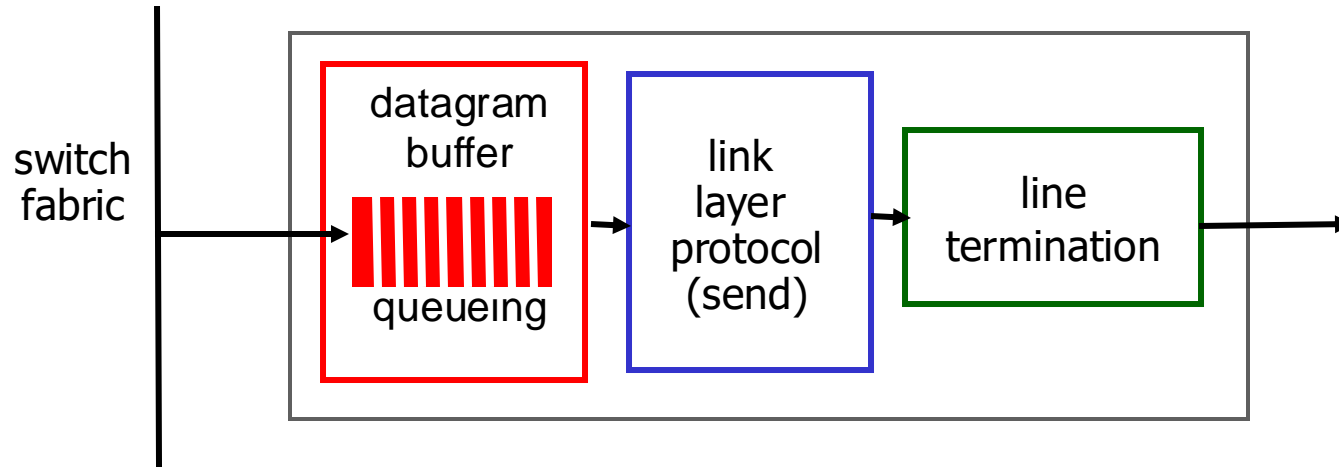 switch
fabric
datagram
buffer
queueing
link
layer
protocol
(send)
line
termination